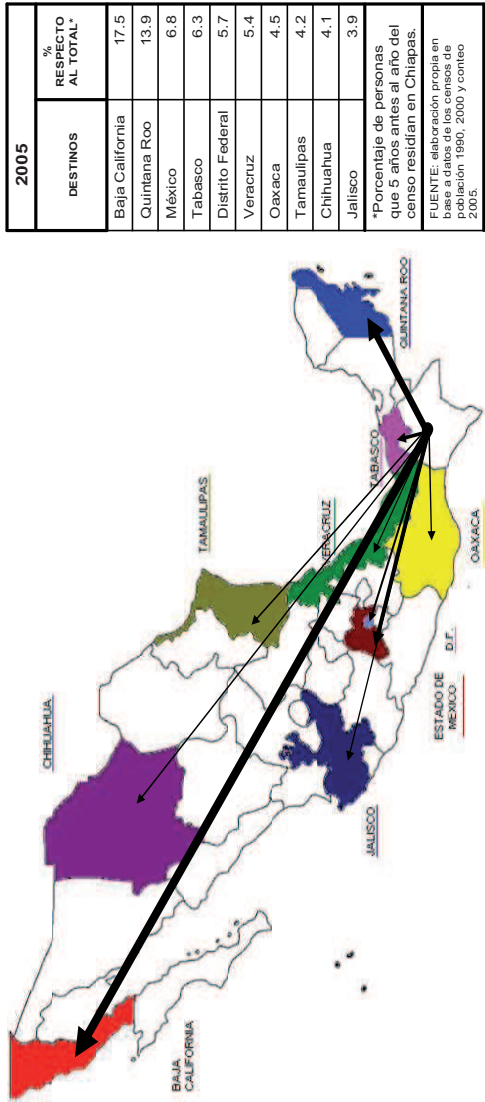 2005
DESTINOS
%
RESPECTO
AL TOTAL*
Baja California 17.5
Quintana Roo 13.9
México 6.8
Tabasco 6.3
Distrito Federal 5.7
Veracruz 5.4
Oaxaca 4.5
Tamaulipas 4.2
Chihuahua 4.1
Jalisco 3.9
*Porcentaje de personas
que 5 años antes al año del
censo residían en Chiapas.
FUENTE: elaboración propia en
base a datos de los censos de
población 1990, 2000 y conteo
2005.
BAJA
CALIFORNIA
CHIHUAHUA
TAMAULIPAS
JALISCO
ESTADO DE
MEXICO
D.F.
VERACRUZ
TABASCO
OAXACA
QUINTANA ROO